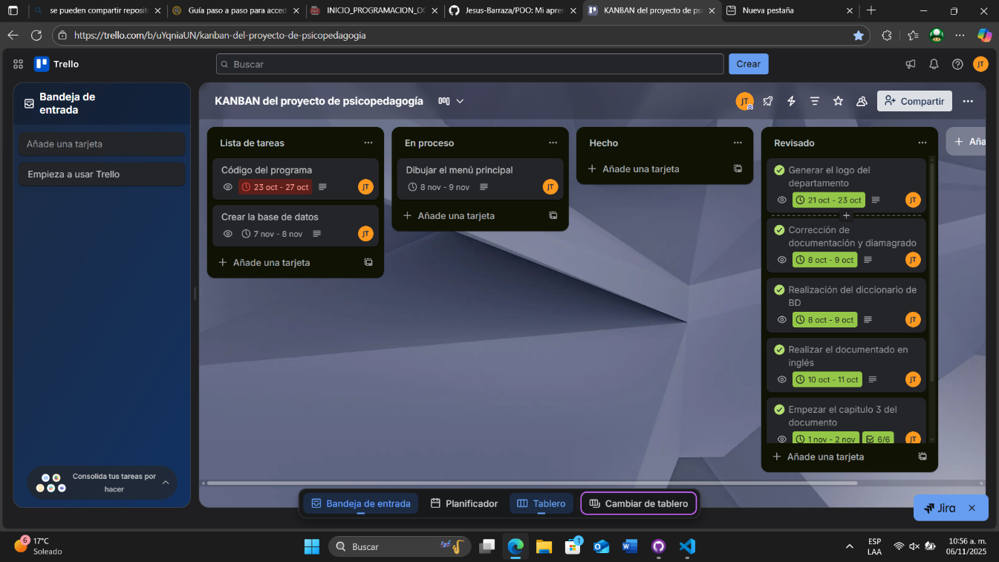 se pueden compartir reposit
Guía paso a paso para acced
INICIO_PROGRAMACION_OO
Jesus-Barraza/POO: Mi apren
KANBAN del proyecto de psi
Nueva pestaña
https://trello.com/b/uYqniaUN/kanban-del-proyecto-de-psicopedagogia
Trello
Buscar
Crear
JT
Bandeja de
entrada
Añade una tarjeta
Empieza a usar Trello
Consolida tus tareas por
hacer
KANBAN del proyecto de psicopedagogía
JT
Compartir
Lista de tareas
Código del programa
23 oct - 27 oct
JT
Crear la base de datos
7 nov - 8 nov
JT
Añade una tarjeta
En proceso
Dibujar el menú principal
8 nov - 9 nov
JT
Añade una tarjeta
Hecho
Añade una tarjeta
Revisado
Generar el logo del
departamento
21 oct - 23 oct
JT
Corrección de
documentación y diamagrado
8 oct - 9 oct
JT
Realización del diccionario de
BD
8 oct - 9 oct
JT
Realizar el documentado en
inglés
10 oct - 11 oct
JT
Empezar el capitulo 3 del
documento
1 nov - 2 nov 6/6
JT
Añade una tarjeta
Aña
Bandeja de entrada
Planificador
Tablero
Cambiar de tablero
Jira
6
17°C
Soleado
Buscar
1
ESP
LAA
10:56 a. m.
06/11/2025